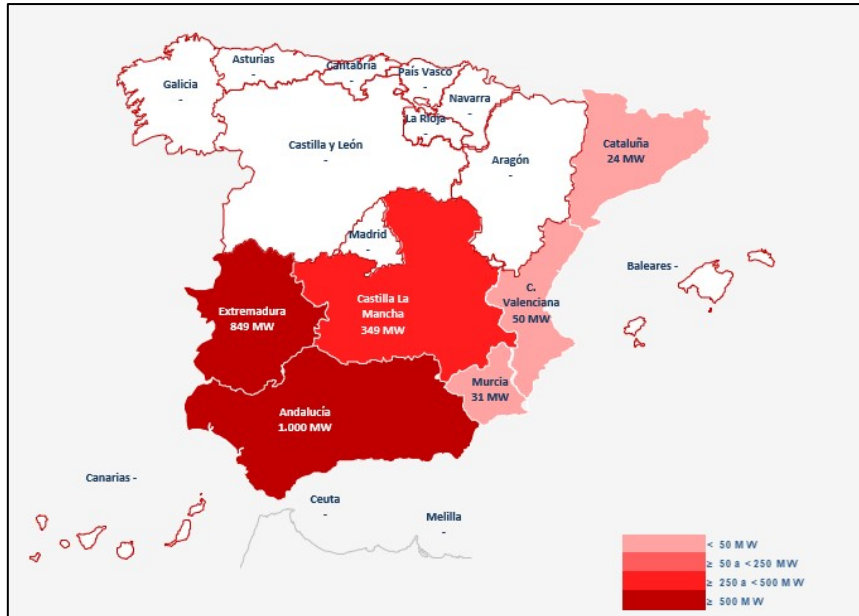 Asturias
-
Cantabria
-
País Vasco
-
Galicia
-
Navarra
-
La Rioja
-
Castilla y León
-
Aragón
-
Cataluña
24 MW
Madrid
-
Baleares -
C.
Valenciana
50 MW
Castilla La
Mancha
349 MW
Extremadura
849 MW
Murcia
31 MW
Andalucía
1.000 MW
Canarias -
Ceuta
-
Melilla
-
< 50 MW
≥ 50 a < 250 MW
≥ 250 a < 500 MW
≥ 500 MW